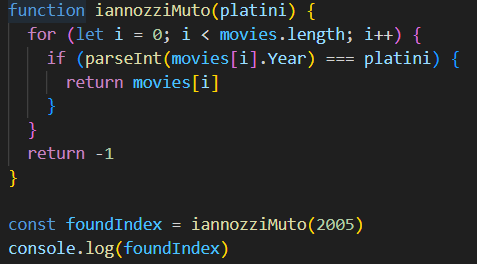 function iannozziMuto(platini) {
for (let i = 0; i < movies.length; i++) {
if (parseInt(movies[i].Year) === platini) {
return movies[i]
}
}
return -1
}
const foundIndex = iannozziMuto(2005)
console.log(foundIndex)